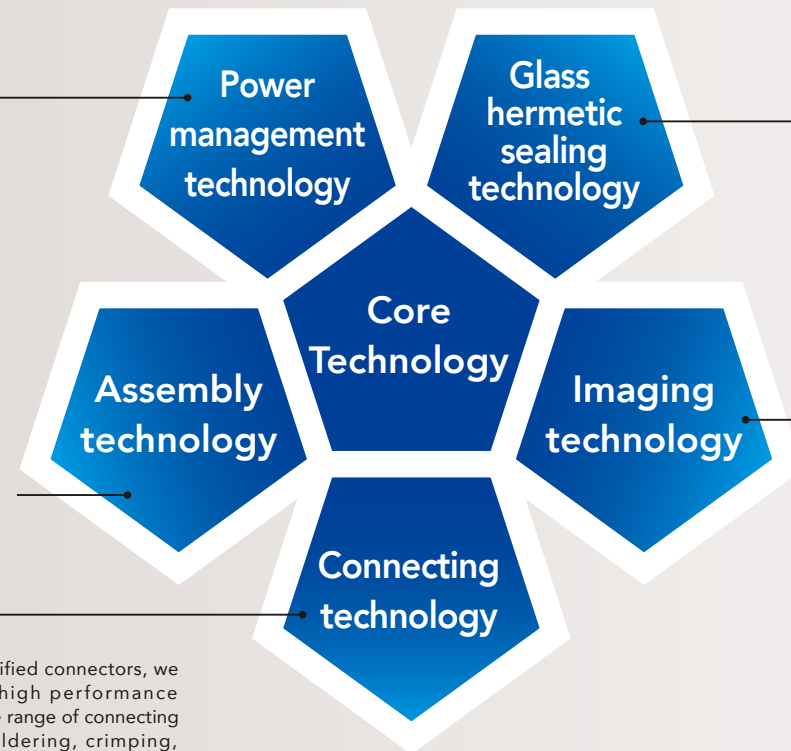 Power
management
technology
Glass
hermetic
sealing
technology
Core
Technology
Assembly
technology
Imaging
technology
Connecting
technology
connectors, we
high performance
range of connecting
crimping,